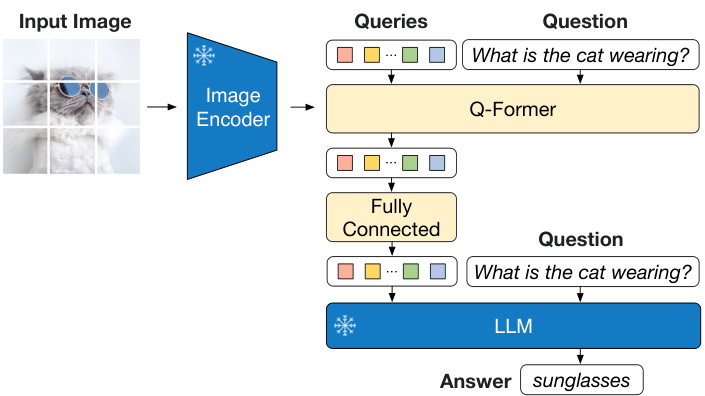 Input Image
Queries
Question
What is the cat wearing?
Image
Encoder
Q-Former
Fully
Connected
Question
What is the cat wearing?
LLM
Answer
sunglasses